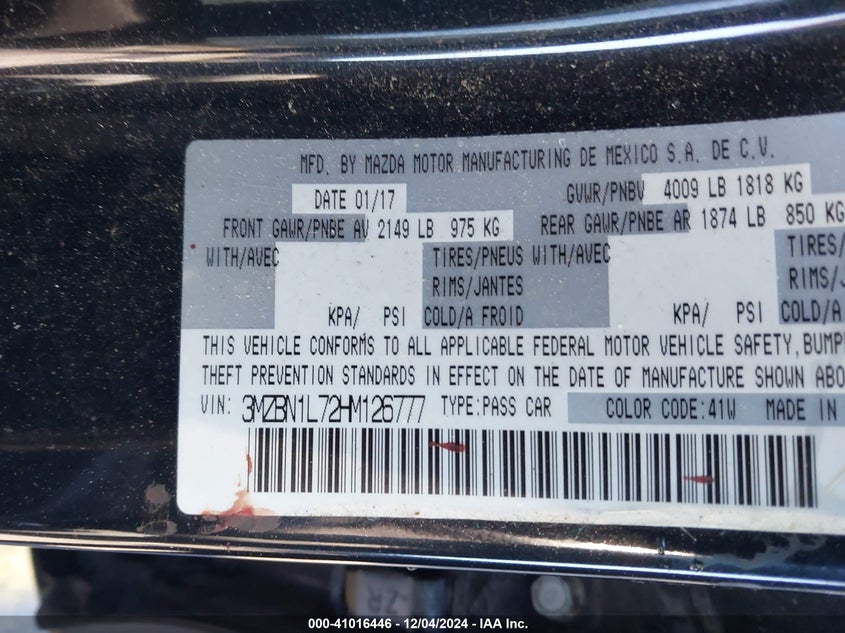 MFD. BY MAZDA MOTOR MANUFACTURING DE MEXICO S.A. DE C.V.
DATE 01/17 GVWR/PNBV 4009 LB 1818 KG
FRONT GAWR/PNBE AV 2149 LB 975 KG REAR GAWR/PNBE AR 1874 LB 850 KG
WITH/AVEC TIRES/PNEUS WITH/AVEC TIRES/
RIMS/JANTES RIMS/
KPA/ PSI COLD/A FROID KPA/ PSI COLD/A
THIS VEHICLE CONFORMS TO ALL APPLICABLE FEDERAL MOTOR VEHICLE SAFETY, BUMP
THEFT PREVENTION STANDARDS IN EFFECT ON THE DATE OF MANUFACTURE SHOWN ABO
VIN: 3MZBN1L72HM126777 TYPE:PASS CAR COLOR CODE:41W MADE IN
ZR
000-41016446 - 12/04/2024 - IAA Inc.